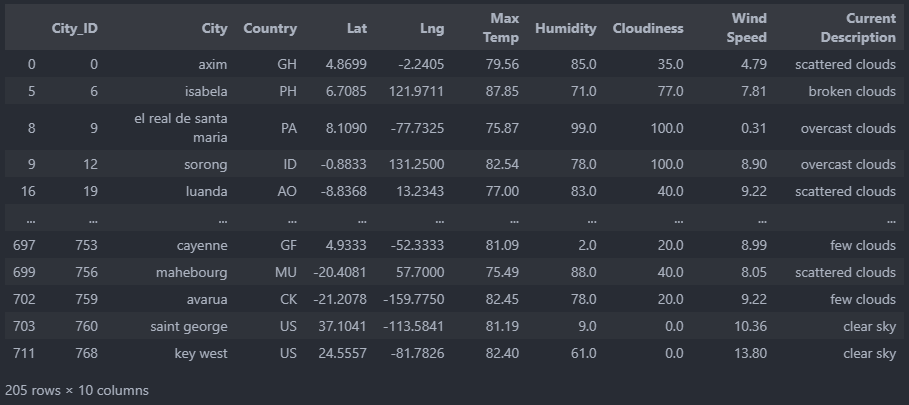 City_ID City Country Lat Lng Max Temp Humidity Cloudiness Wind Speed Current Description
0 0 axim GH 4.8699 -2.2405 79.56 85.0 35.0 4.79 scattered clouds
5 6 isabela PH 6.7085 121.9711 87.85 71.0 77.0 7.81 broken clouds
8 9 el real de santa maria PA 8.1090 -77.7325 75.87 99.0 100.0 0.31 overcast clouds
9 12 sorong ID -0.8833 131.2500 82.54 78.0 100.0 8.90 overcast clouds
16 19 luanda AO -8.8368 13.2343 77.00 83.0 40.0 9.22 scattered clouds
... ... ... ... ... ... ... ... ... ... ...
697 753 cayenne GF 4.9333 -52.3333 81.09 2.0 20.0 8.99 few clouds
699 756 mahebourg MU -20.4081 57.7000 75.49 88.0 40.0 8.05 scattered clouds
702 759 avarua CK -21.2078 -159.7750 82.45 78.0 20.0 9.22 few clouds
703 760 saint george US 37.1041 -113.5841 81.19 9.0 0.0 10.36 clear sky
711 768 key west US 24.5557 -81.7826 82.40 61.0 0.0 13.80 clear sky
205 rows × 10 columns